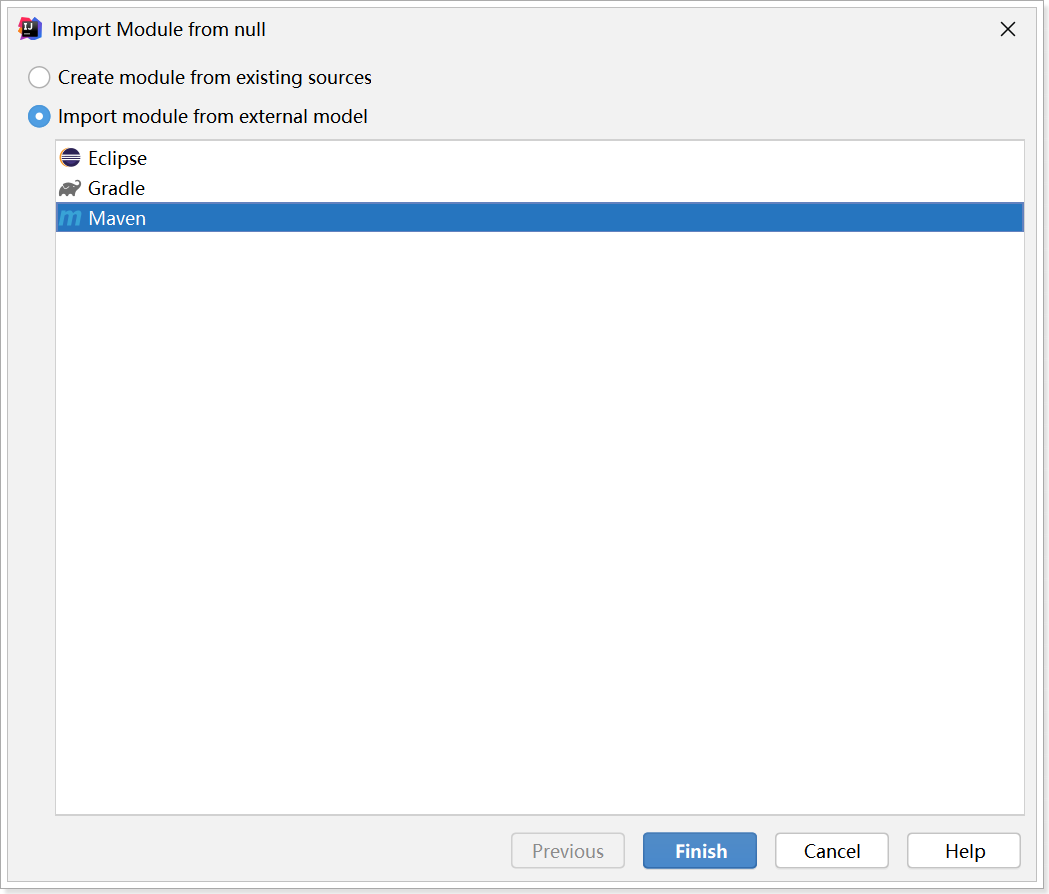 Import Module from null
Create module from existing sources
Import module from external model
Eclipse
Gradle
m Maven
Previous Finish Cancel Help